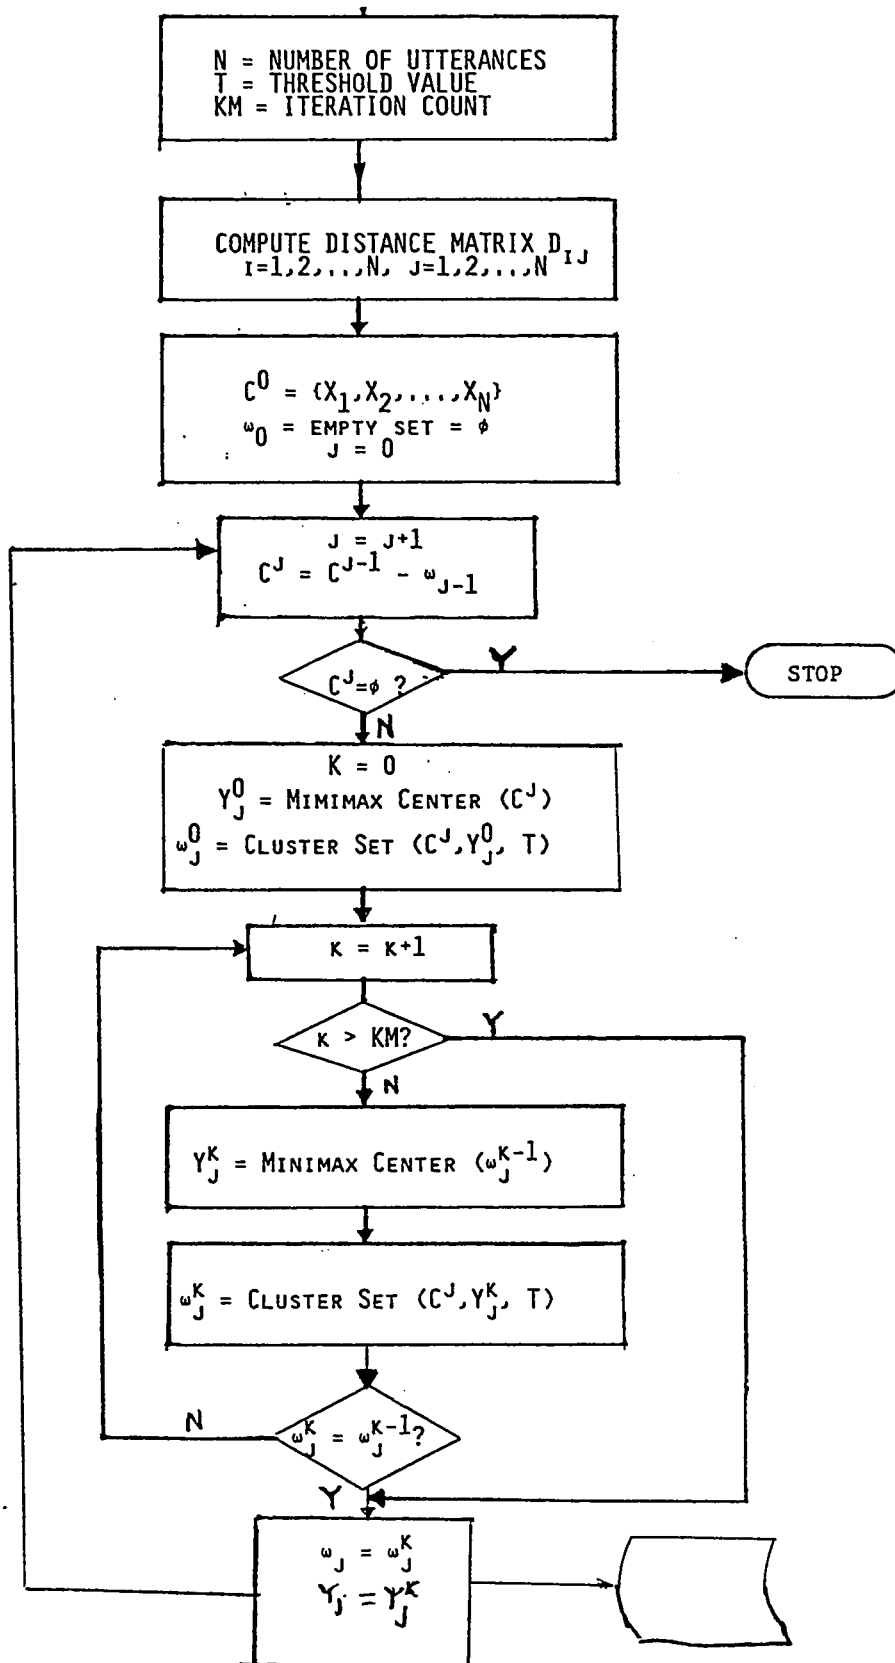 N = NUMBER OF UTTERANCES
T = THRESHOLD VALUE
KM = ITERATION COUNT
COMPUTE DISTANCE MATRIX D_IJ
I=1,2,..,N, J=1,2,..,N
C^0 = {X_1,X_2,...,X_N}
ω_0 = EMPTY SET = ϕ
J = 0
J = J+1
C^J = C^J-1 - ω_J-1
C^J=ϕ ?
Y
STOP
N
K = 0
Y_J^0 = MIMIMAX CENTER (C^J)
ω_J^0 = CLUSTER SET (C^J,Y_J^0, T)
K = K+1
K > KM?
Y
N
Y_J^K = MINIMAX CENTER (ω_J^K-1)
ω_J^K = CLUSTER SET (C^J,Y_J^K, T)
ω_J^K = ω_J^K-1?
N
Y
ω_J = ω_J^K
Y_J = Y_J^K